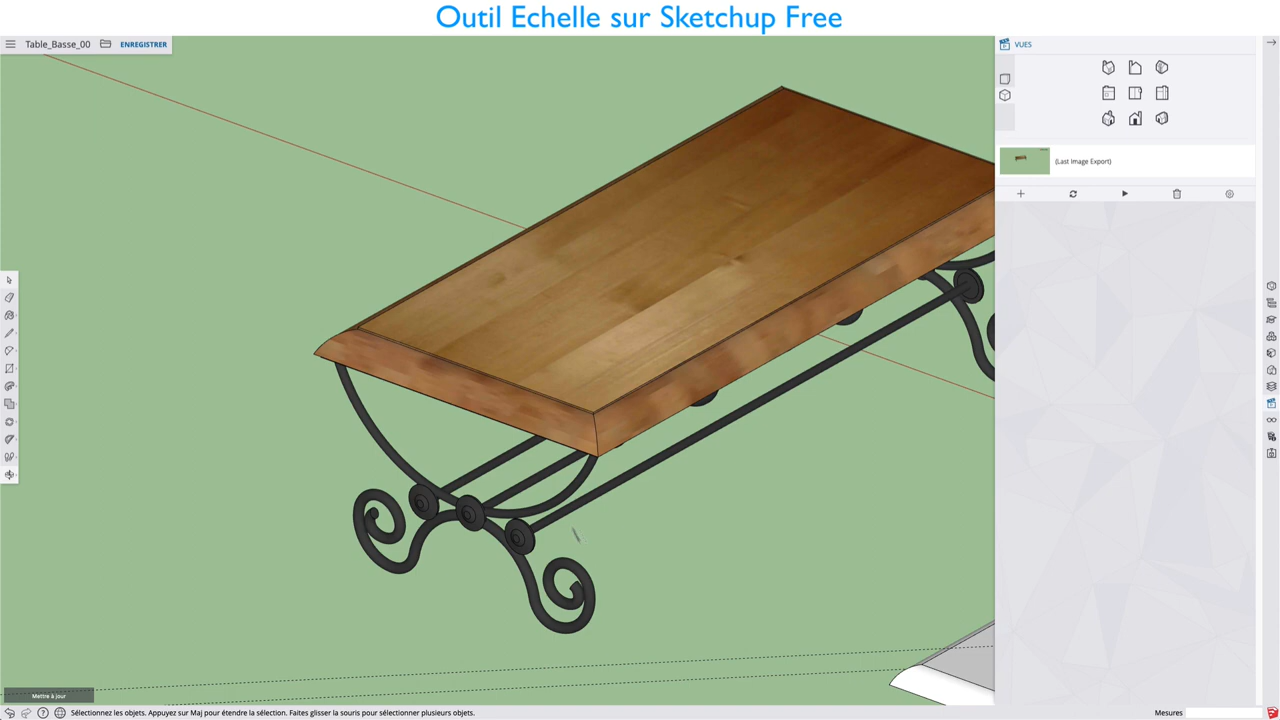 Outil Echelle sur Sketchup Free
Table_Basse_00 ENREGISTRER
VUES
(Last Image Export)
Mettre à jour
Sélectionnez les objets. Appuyez sur Maj pour étendre la sélection. Faites glisser la souris pour sélectionner plusieurs objets.
Mesures